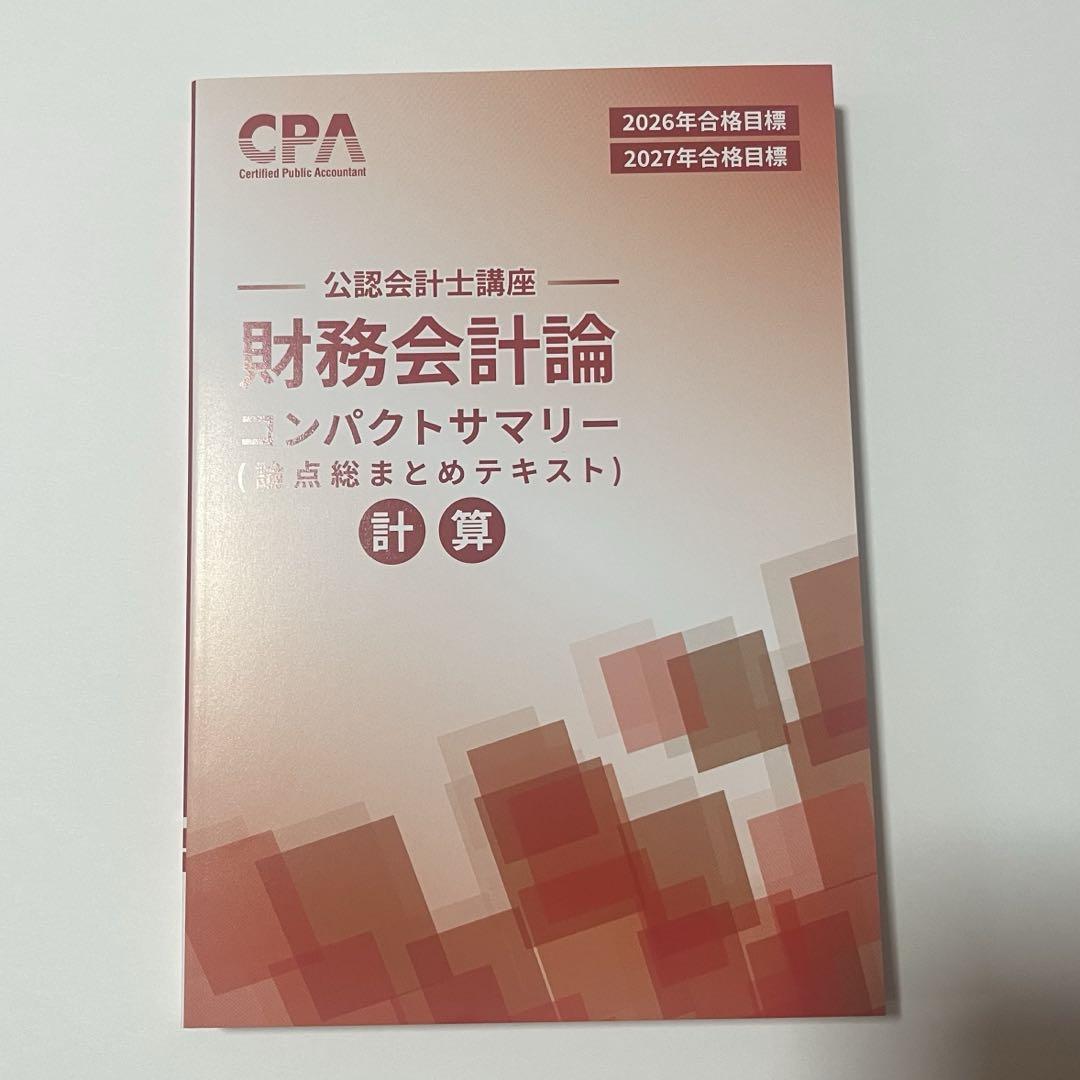 CPA
Certified Public Accountant
2026年合格目標
2027年合格目標
公認会計士講座
財務会計論
コンパクトサマリー
(論点総まとめテキスト)
計算